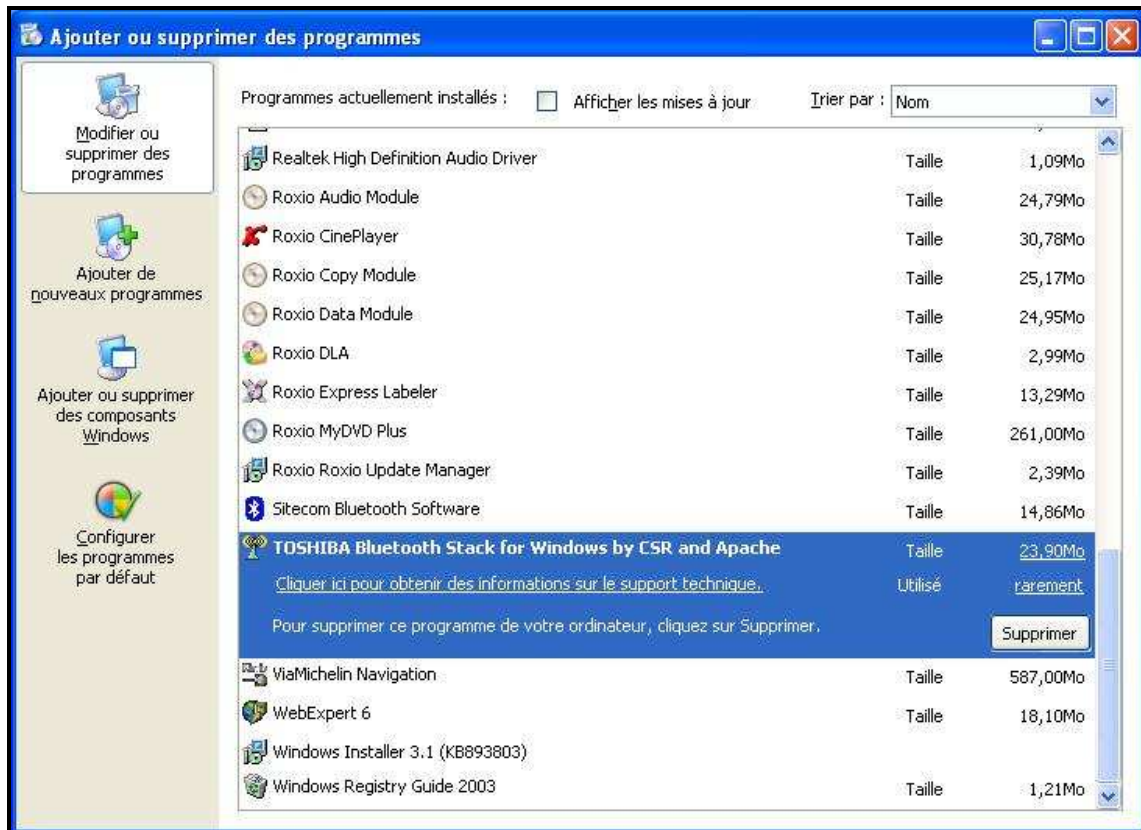 Ajouter ou supprimer des programmes
Modifier ou
supprimer des
programmes
Ajouter de
nouveaux programmes
Ajouter ou supprimer
des composants
Windows
Configurer
les programmes
par défaut
Programmes actuellement installés : Afficher les mises à jour Trier par : Nom
Realtek High Definition Audio Driver Taille 1,09Mo
Roxio Audio Module Taille 24,79Mo
Roxio CinePlayer Taille 30,78Mo
Roxio Copy Module Taille 25,17Mo
Roxio Data Module Taille 24,95Mo
Roxio DLA Taille 2,99Mo
Roxio Express Labeler Taille 13,29Mo
Roxio MyDVD Plus Taille 261,00Mo
Roxio Roxio Update Manager Taille 2,39Mo
Sitecom Bluetooth Software Taille 14,86Mo
TOSHIBA Bluetooth Stack for Windows by CSR and Apache Taille 23,90Mo
Cliquer ici pour obtenir des informations sur le support technique. Utilisé rarement
Pour supprimer ce programme de votre ordinateur, cliquez sur Supprimer. Supprimer
ViaMichelin Navigation Taille 587,00Mo
WebExpert 6 Taille 18,10Mo
Windows Installer 3.1 (KB893803)
Windows Registry Guide 2003 Taille 1,21Mo